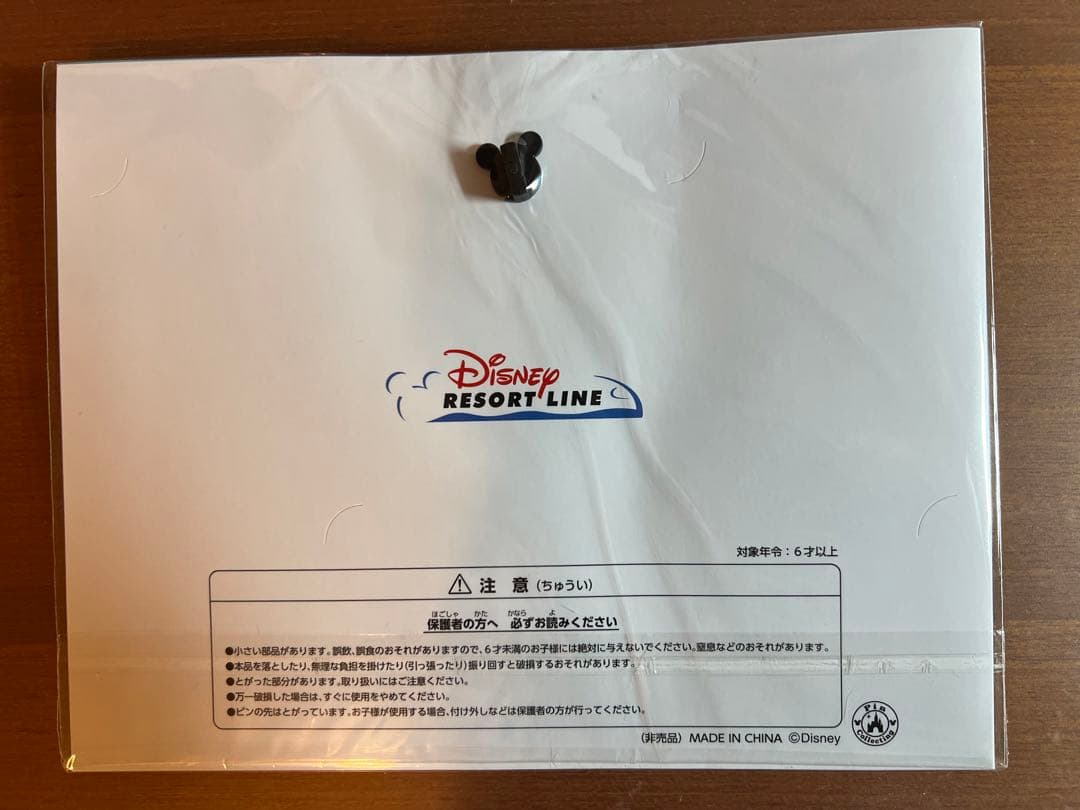 Disney
RESORT LINE
対象年令：6才以上
⚠ 注 意 (ちゅうい)
ほごしゃ かた かなら よ
保護者の方へ 必ずお読みください
●小さい部品があります。誤飲、誤食のおそれがありますので、6才未満のお子様には絶対に与えないでください。窒息などのおそれがあります。
●本品を落としたり、無理な負担を掛けたり(引っ張ったり)振り回すと破損するおそれがあります。
●とがった部分があります。取り扱いにはご注意ください。
●万一破損した場合は、すぐに使用をやめてください。
●ピンの先はとがっています。お子様が使用する場合、付け外しなどは保護者の方が行ってください。
Pin
Collecting
(非売品) MADE IN CHINA ©Disney